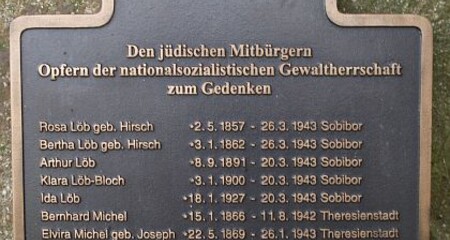 Den jüdischen Mitbürgern
Opfern der nationalsozialistischen Gewaltherrschaft
zum Gedenken
Rosa Löb geb. Hirsch *2. 5. 1857 - 26.3. 1943 Sobibor
Bertha Löb geb. Hirsch *3. 1. 1862 - 26.3. 1943 Sobibor
Arthur Löb *8. 9. 1891 - 20.3. 1943 Sobibor
Klara Löb-Bloch *3. 1. 1900 - 20.3. 1943 Sobibor
Ida Löb *18. 1. 1927 - 20.3. 1943 Sobibor
Bernhard Michel *15. 1. 1866 - 11. 8. 1942 Theresienstadt
Elvira Michel geb. Joseph *22. 5. 1869 - 26.1. 1943 Theresienstadt